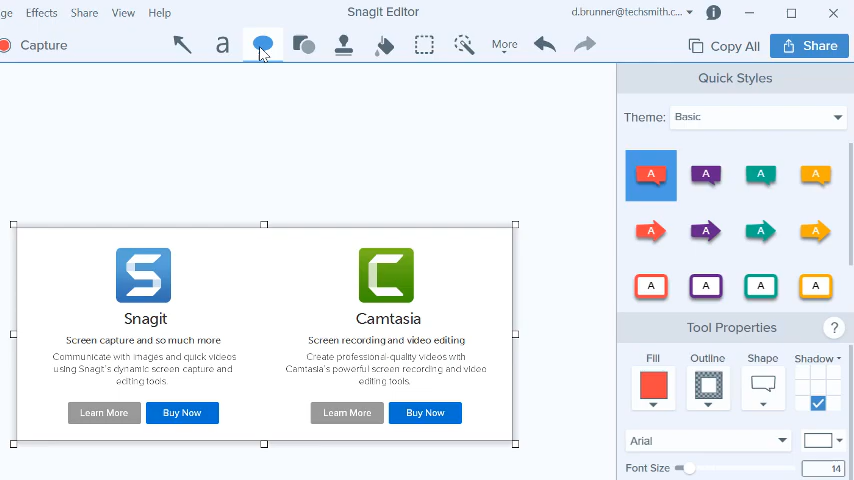 ge Effects Share View Help Snagit Editor d.brunner@techsmith.c...
Capture a More Copy All Share
Quick Styles
Theme: Basic
A A A A
A A A A
A A A A
S C
Snagit Camtasia
Screen capture and so much more Screen recording and video editing
Communicate with images and quick videos Create professional-quality videos with
using Snagit's dynamic screen capture and Camtasia's powerful screen recording and video
editing tools. editing tools.
Learn More Buy Now Learn More Buy Now
Tool Properties ?
Fill Outline Shape Shadow
Arial
Font Size 14